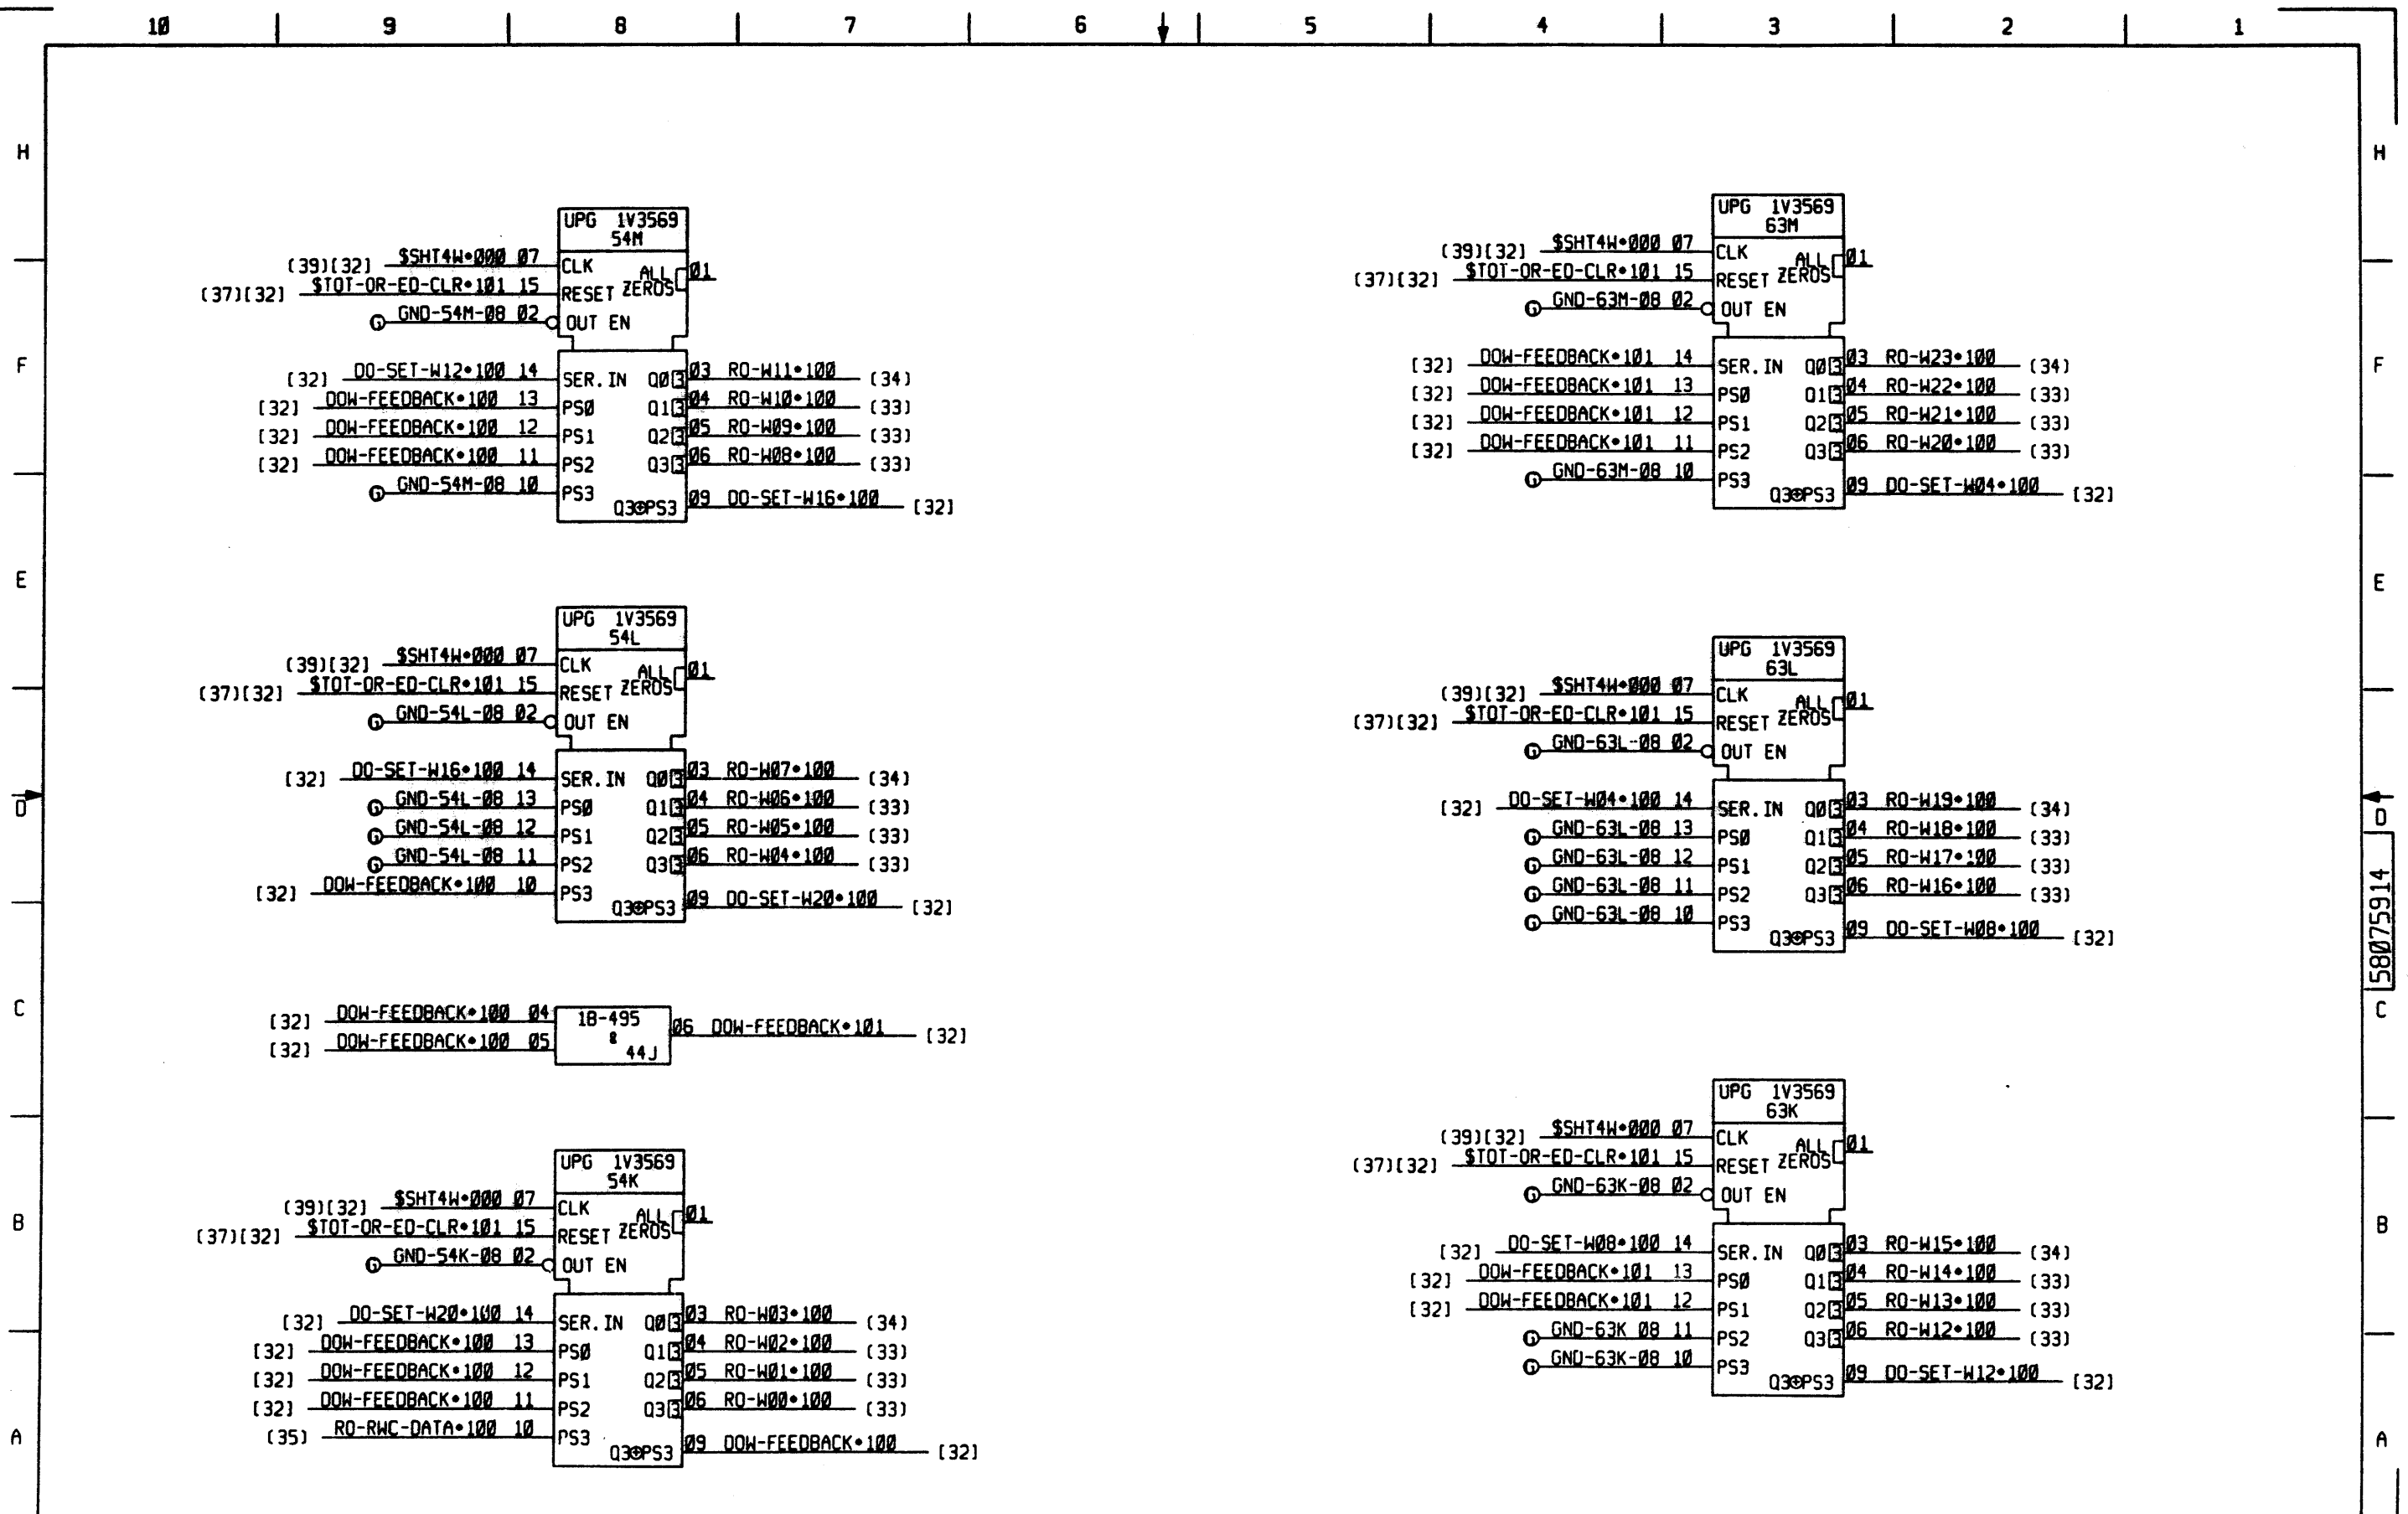 10 9 8 7 6 5 4 3 2 1
H H
UPG 1V3569
54M
(39)[32] $SHT4W•000 07 CLK
ALL ZEROS 01
(37)[32] $TOT-OR-ED-CLR•101 15 RESET
G GND-54M-08 02 OUT EN
[32] DO-SET-W12•100 14 SER.IN Q0 3 03 RO-W11•100 (34)
[32] DOW-FEEDBACK•100 13 PS0 Q1 3 04 RO-W10•100 (33)
[32] DOW-FEEDBACK•100 12 PS1 Q2 3 05 RO-W09•100 (33)
[32] DOW-FEEDBACK•100 11 PS2 Q3 3 06 RO-W08•100 (33)
G GND-54M-08 10 PS3
Q3⊕PS3 09 DO-SET-W16•100 [32]
UPG 1V3569
63M
(39)[32] $SHT4W•000 07 CLK
ALL ZEROS 01
(37)[32] $TOT-OR-ED-CLR•101 15 RESET
G GND-63M-08 02 OUT EN
[32] DOW-FEEDBACK•101 14 SER.IN Q0 3 03 RO-W23•100 (34)
[32] DOW-FEEDBACK•101 13 PS0 Q1 3 04 RO-W22•100 (33)
[32] DOW-FEEDBACK•101 12 PS1 Q2 3 05 RO-W21•100 (33)
[32] DOW-FEEDBACK•101 11 PS2 Q3 3 06 RO-W20•100 (33)
G GND-63M-08 10 PS3
Q3⊕PS3 09 DO-SET-W04•100 [32]
F F
E E
UPG 1V3569
54L
(39)[32] $SHT4W•000 07 CLK
ALL ZEROS 01
(37)[32] $TOT-OR-ED-CLR•101 15 RESET
G GND-54L-08 02 OUT EN
[32] DO-SET-W16•100 14 SER.IN Q0 3 03 RO-W07•100 (34)
G GND-54L-08 13 PS0 Q1 3 04 RO-W06•100 (33)
G GND-54L-08 12 PS1 Q2 3 05 RO-W05•100 (33)
G GND-54L-08 11 PS2 Q3 3 06 RO-W04•100 (33)
[32] DOW-FEEDBACK•100 10 PS3
Q3⊕PS3 09 DO-SET-W20•100 [32]
UPG 1V3569
63L
(39)[32] $SHT4W•000 07 CLK
ALL ZEROS 01
(37)[32] $TOT-OR-ED-CLR•101 15 RESET
G GND-63L-08 02 OUT EN
[32] DO-SET-W04•100 14 SER.IN Q0 3 03 RO-W19•100 (34)
G GND-63L-08 13 PS0 Q1 3 04 RO-W18•100 (33)
G GND-63L-08 12 PS1 Q2 3 05 RO-W17•100 (33)
G GND-63L-08 11 PS2 Q3 3 06 RO-W16•100 (33)
G GND-63L-08 10 PS3
Q3⊕PS3 09 DO-SET-W08•100 [32]
D D
58075914
C C
[32] DOW-FEEDBACK•100 04
[32] DOW-FEEDBACK•100 05
1B-495
&
44J
06 DOW-FEEDBACK•101 [32]
UPG 1V3569
54K
(39)[32] $SHT4W•000 07 CLK
ALL ZEROS 01
(37)[32] $TOT-OR-ED-CLR•101 15 RESET
G GND-54K-08 02 OUT EN
[32] DO-SET-W20•100 14 SER.IN Q0 3 03 RO-W03•100 (34)
[32] DOW-FEEDBACK•100 13 PS0 Q1 3 04 RO-W02•100 (33)
[32] DOW-FEEDBACK•100 12 PS1 Q2 3 05 RO-W01•100 (33)
[32] DOW-FEEDBACK•100 11 PS2 Q3 3 06 RO-W00•100 (33)
(35) RO-RWC-DATA•100 10 PS3
Q3⊕PS3 09 DOW-FEEDBACK•100 [32]
UPG 1V3569
63K
(39)[32] $SHT4W•000 07 CLK
ALL ZEROS 01
(37)[32] $TOT-OR-ED-CLR•101 15 RESET
G GND-63K-08 02 OUT EN
[32] DO-SET-W08•100 14 SER.IN Q0 3 03 RO-W15•100 (34)
[32] DOW-FEEDBACK•101 13 PS0 Q1 3 04 RO-W14•100 (33)
[32] DOW-FEEDBACK•101 12 PS1 Q2 3 05 RO-W13•100 (33)
G GND-63K 08 11 PS2 Q3 3 06 RO-W12•100 (33)
G GND-63K-08 10 PS3
Q3⊕PS3 09 DO-SET-W12•100 [32]
B B
A A